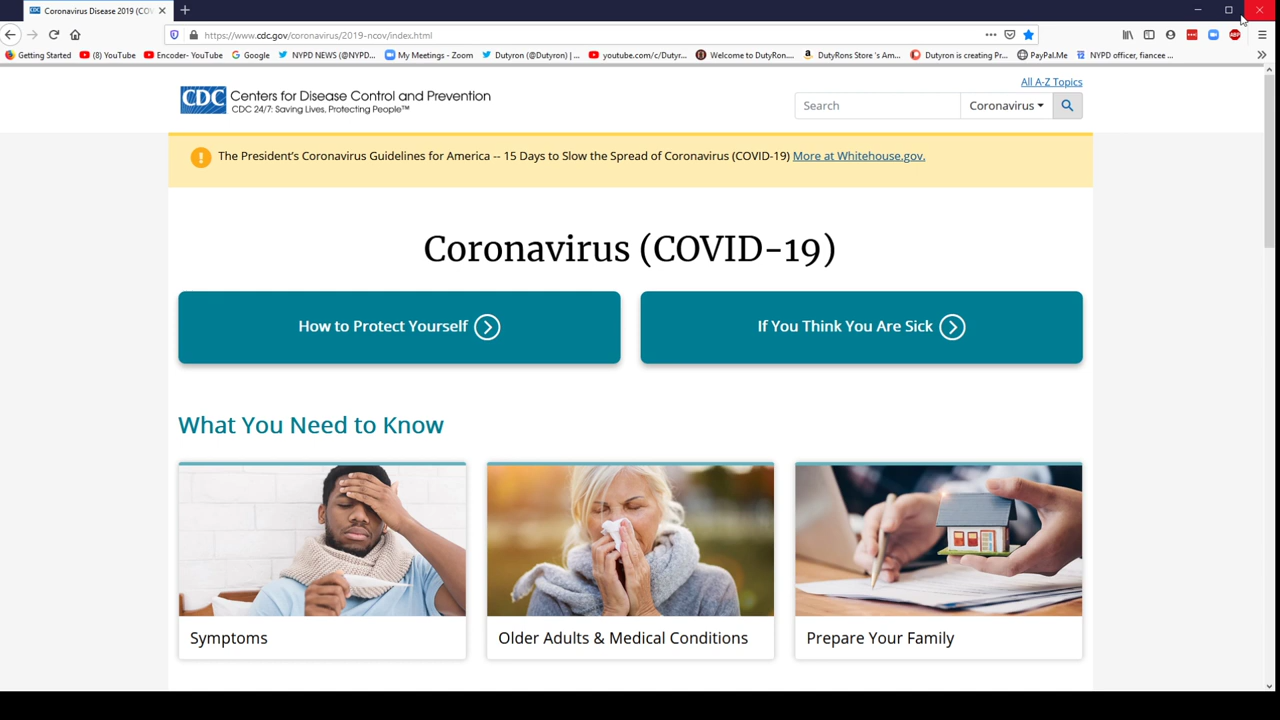 Coronavirus Disease 2019 (COV
https://www.cdc.gov/coronavirus/2019-ncov/index.html
Getting Started (8) YouTube Encoder- YouTube Google NYPD NEWS (@NYPD... My Meetings - Zoom Dutyron (@Dutyron) |... youtube.com/c/Dutyr... Welcome to DutyRon.... DutyRons Store 's Am... Dutyron is creating Pr... PayPal.Me NYPD officer, fiancee ...
All A-Z Topics
CDC Centers for Disease Control and Prevention
CDC 24/7: Saving Lives, Protecting People™
Search Coronavirus
The President's Coronavirus Guidelines for America -- 15 Days to Slow the Spread of Coronavirus (COVID-19) More at Whitehouse.gov.
Coronavirus (COVID-19)
How to Protect Yourself
If You Think You Are Sick
What You Need to Know
Symptoms
Older Adults & Medical Conditions
Prepare Your Family